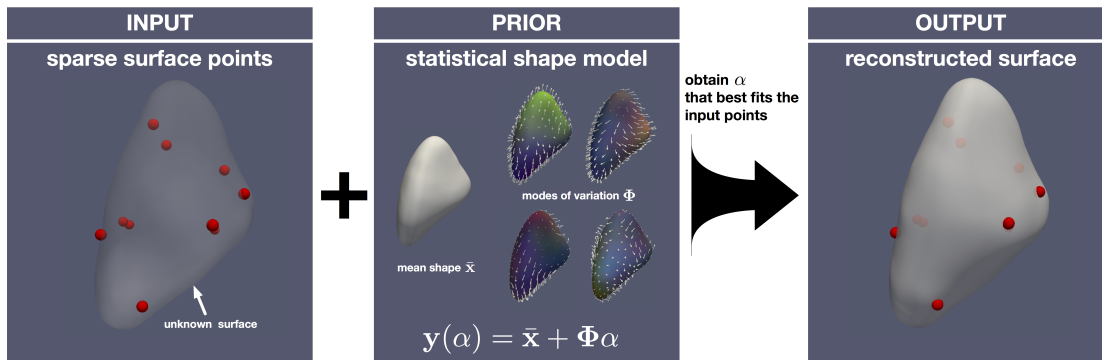 INPUT
sparse surface points
unknown surface
PRIOR
statistical shape model
modes of variation Φ
mean shape x̄
y(α) = x̄ + Φα
obtain α
that best fits the
input points
OUTPUT
reconstructed surface